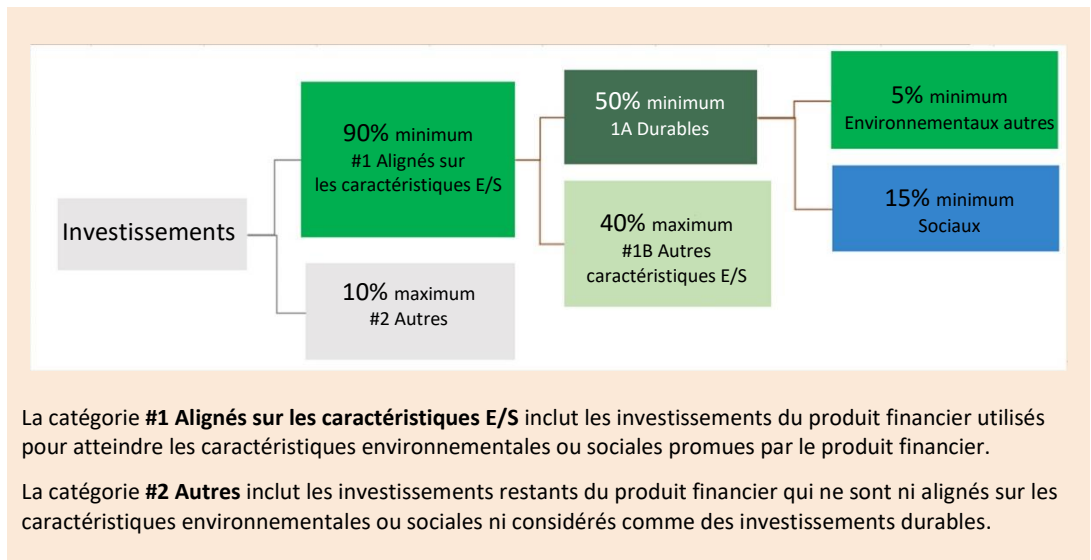 Investissements
90% minimum
#1 Alignés sur
les caractéristiques E/S
10% maximum
#2 Autres
50% minimum
1A Durables
40% maximum
#1B Autres
caractéristiques E/S
5% minimum
Environnementaux autres
15% minimum
Sociaux
La catégorie #1 Alignés sur les caractéristiques E/S inclut les investissements du produit financier utilisés
pour atteindre les caractéristiques environnementales ou sociales promues par le produit financier.
La catégorie #2 Autres inclut les investissements restants du produit financier qui ne sont ni alignés sur les
caractéristiques environnementales ou sociales ni considérés comme des investissements durables.